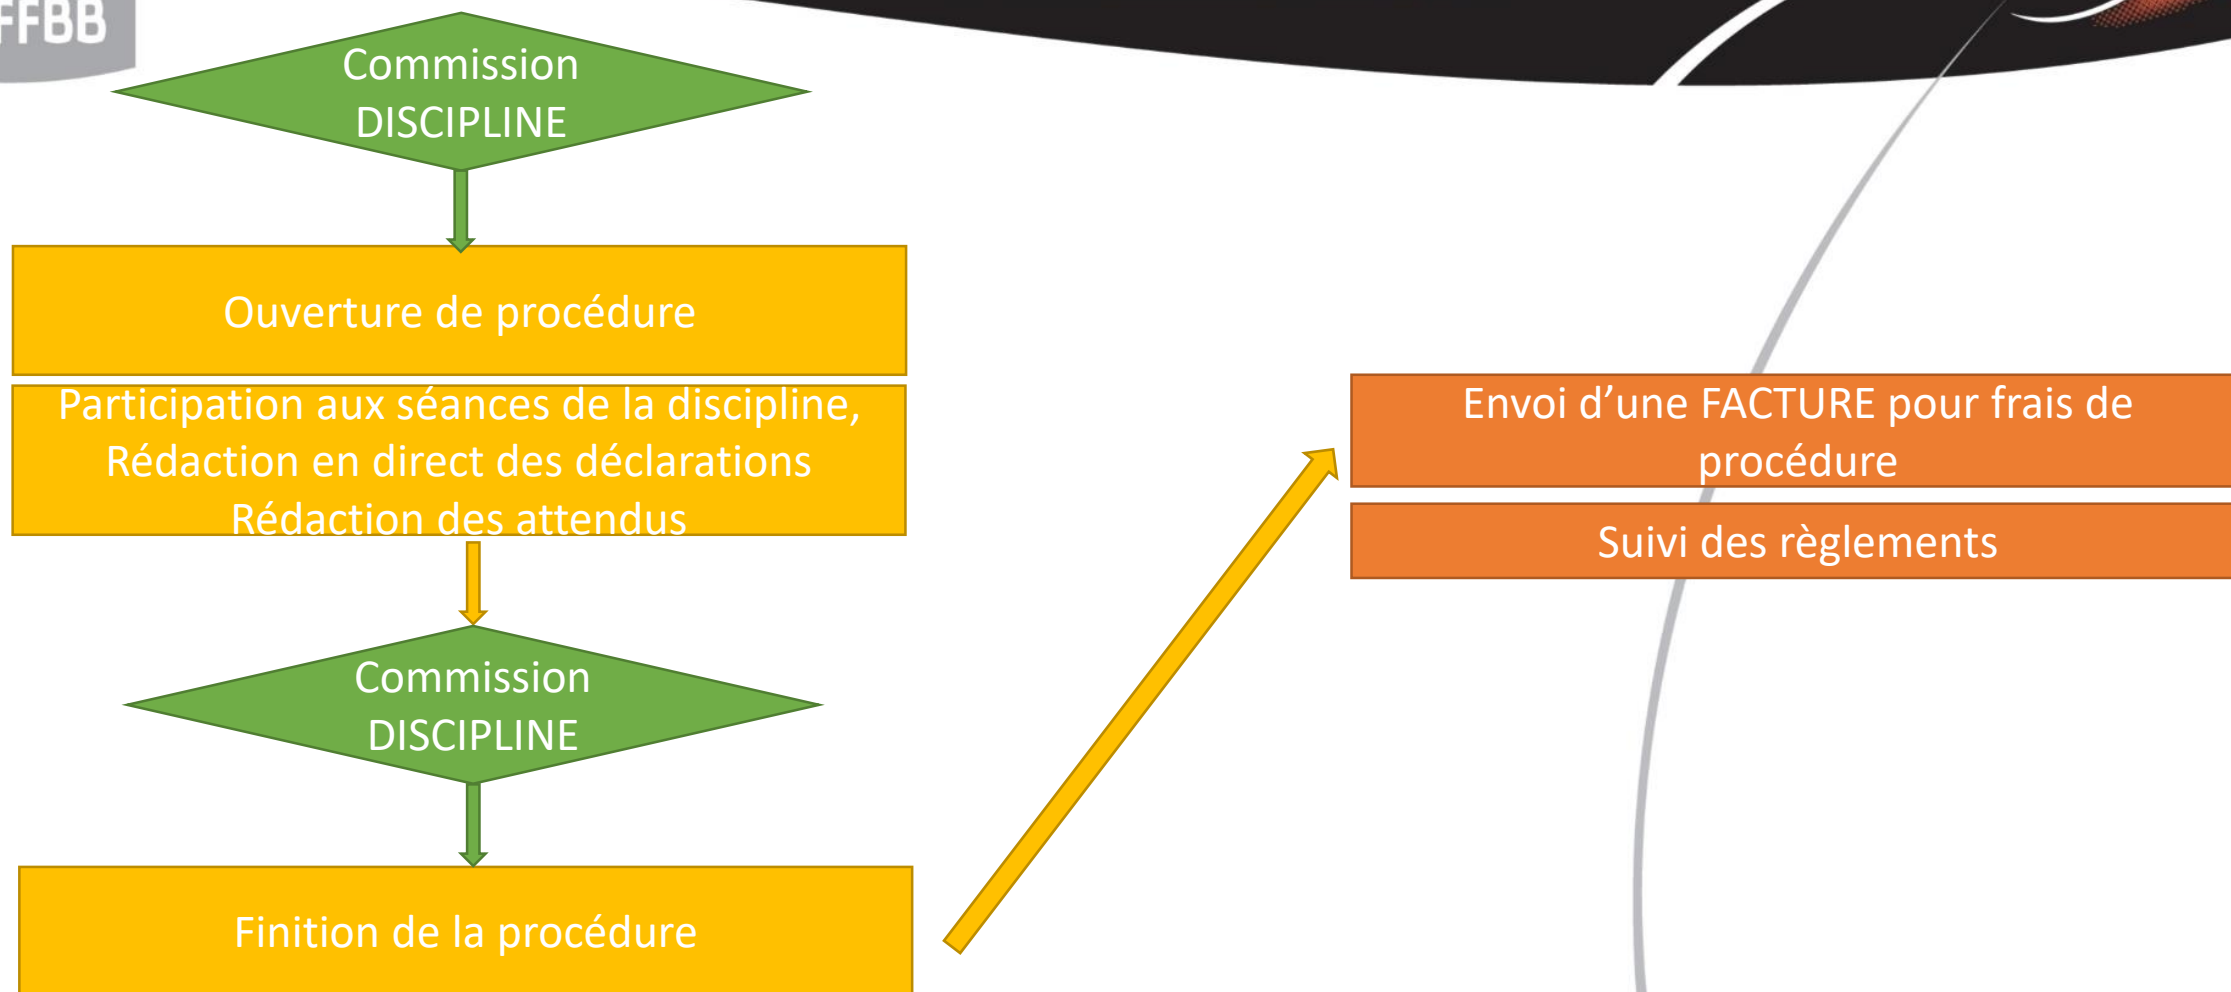 FFBB
Commission
DISCIPLINE
Ouverture de procédure
Participation aux séances de la discipline,
Rédaction en direct des déclarations
Rédaction des attendus
Commission
DISCIPLINE
Finition de la procédure
Envoi d’une FACTURE pour frais de
procédure
Suivi des règlements